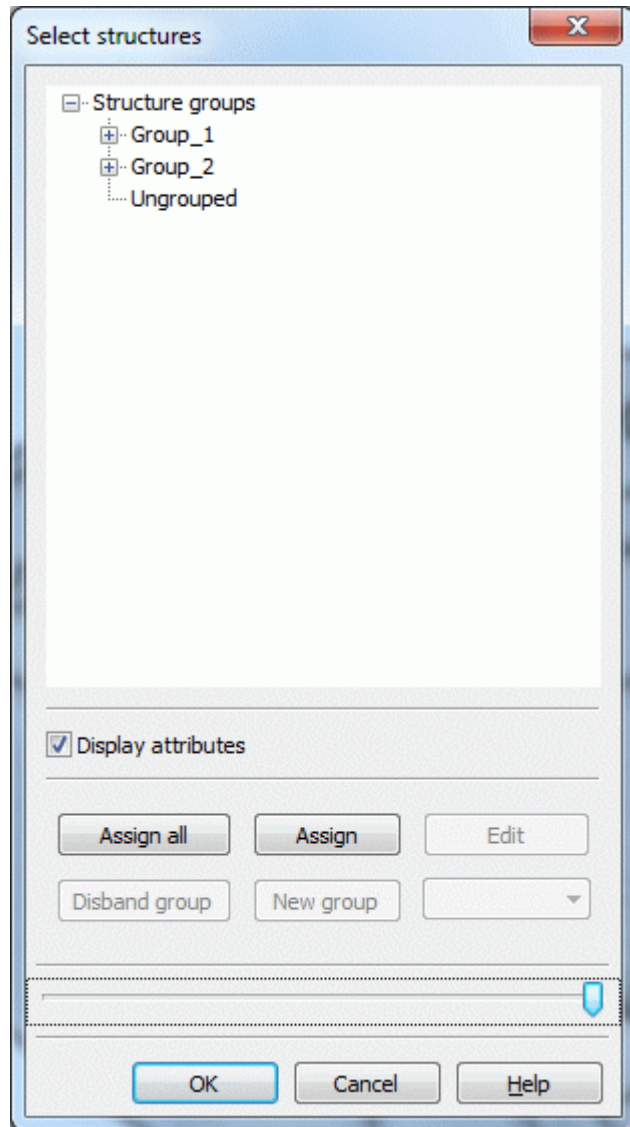 Select structures
Structure groups
Group_1
Group_2
Ungrouped
Display attributes
Assign all Assign Edit
Disband group New group
OK Cancel Help